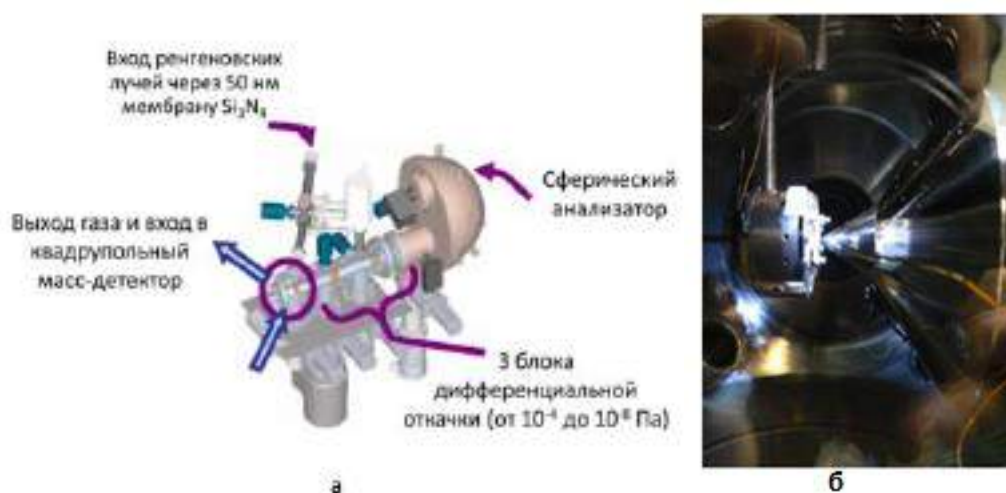 Вход ренгеновских
лучей через 50 нм
мембрану Si₃N₄
Сферический
анализатор
Выход газа и вход в
квадрупольный
масс-детектор
3 блока
дифференциальной
откачки (от 10⁻⁴ до 10⁻⁸ Па)
а
б